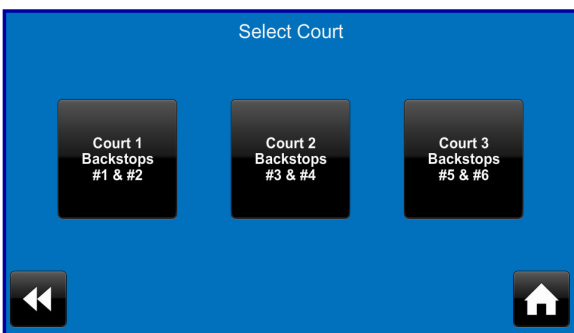 Select Court
Court 1
Backstops
#1 & #2
Court 2
Backstops
#3 & #4
Court 3
Backstops
#5 & #6